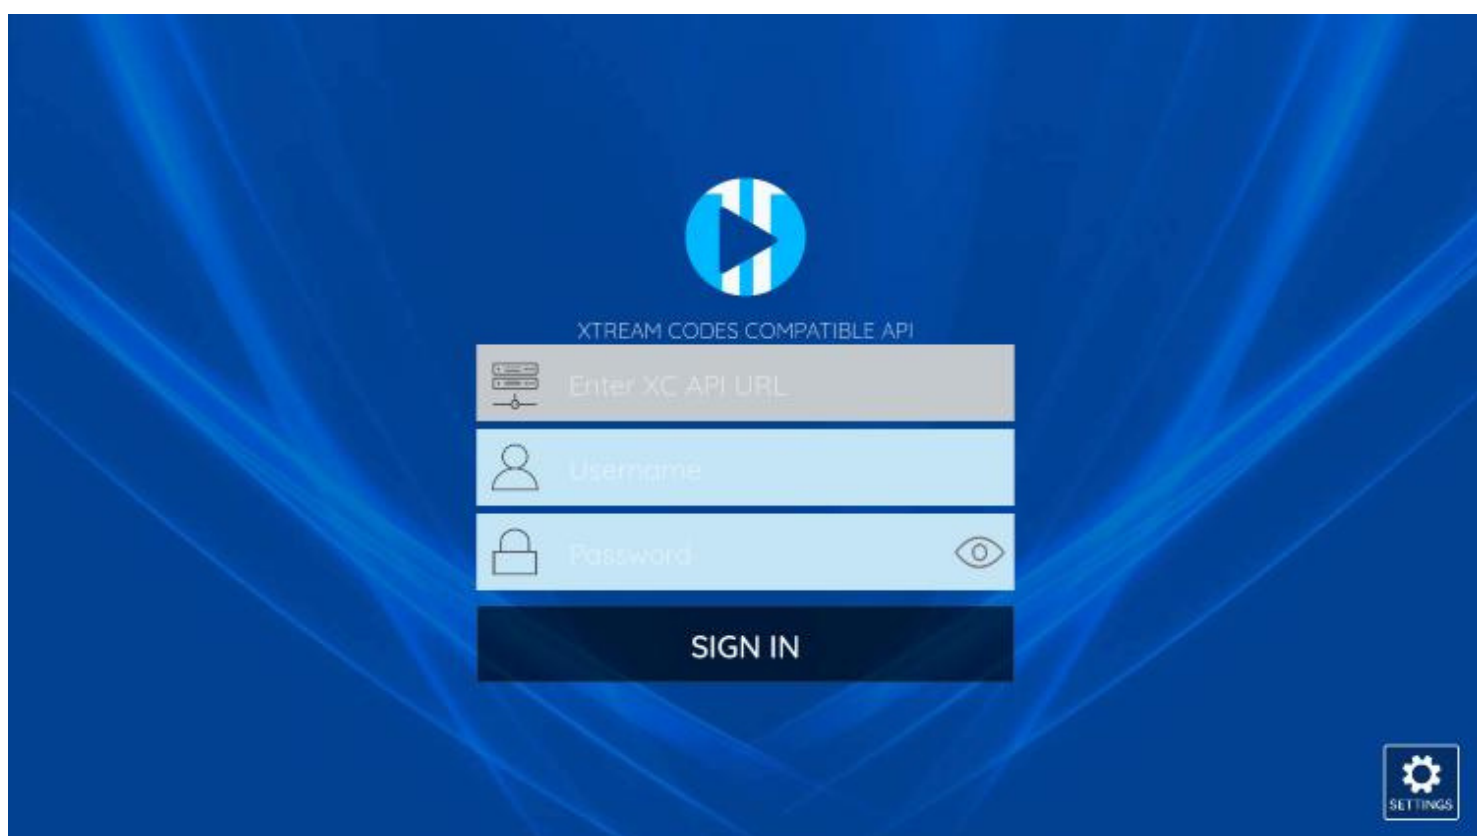 XTREAM CODES COMPATIBLE API
Enter XC API URL
Username
Password
SIGN IN
SETTINGS